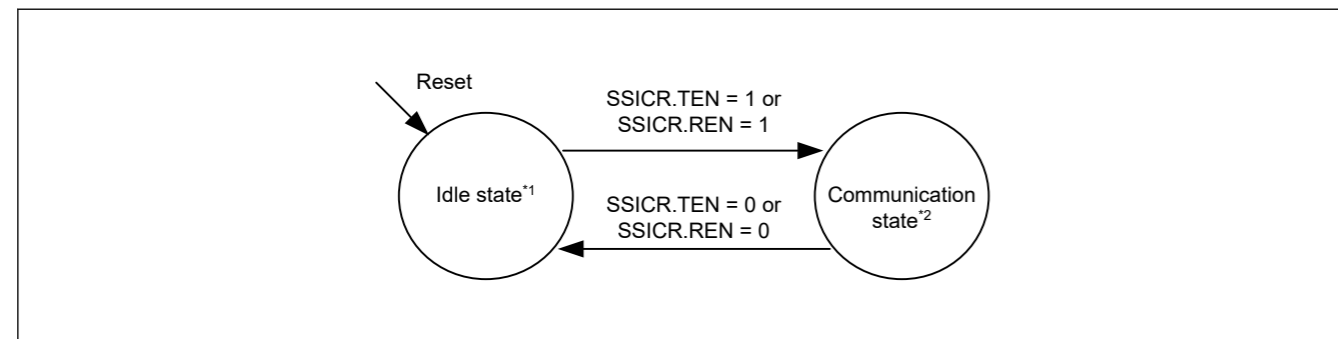 Reset
SSICR.TEN = 1 or
SSICR.REN = 1
Idle state*1
Communication
state*2
SSICR.TEN = 0 or
SSICR.REN = 0